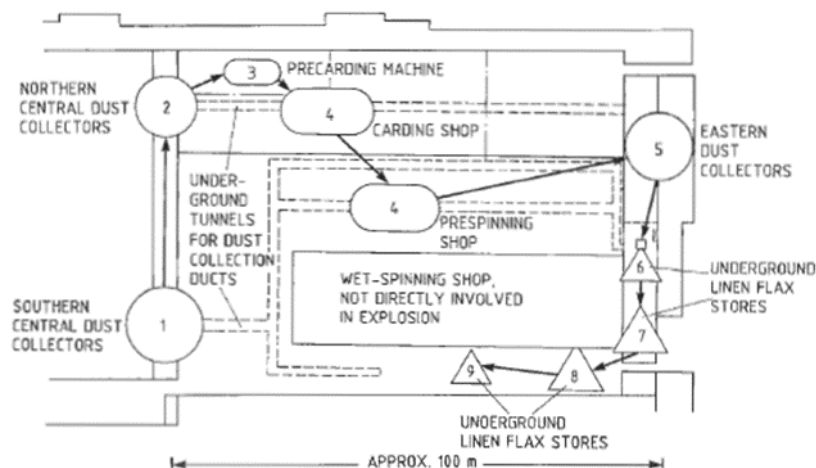 3
PRECARDING MACHINE
NORTHERN
CENTRAL DUST
COLLECTORS
2
4
CARDING SHOP
5
EASTERN
DUST
COLLECTORS
UNDER-
GROUND
TUNNELS
FOR DUST
COLLECTION
DUCTS
4
PRESPINNING
SHOP
6
UNDERGROUND
LINEN FLAX
STORES
WET-SPINNING SHOP,
NOT DIRECTLY INVOLVED
IN EXPLOSION
SOUTHERN
CENTRAL DUST
COLLECTORS
1
7
9
8
UNDERGROUND
LINEN FLAX STORES
APPROX. 100 m